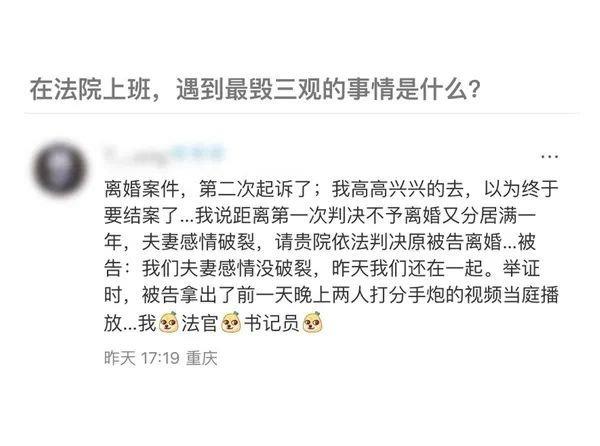 在法院上班，遇到最毁三观的事情是什么？
...
离婚案件，第二次起诉了；我高高兴兴的去，以为终于
要结案了...我说距离第一次判决不予离婚又分居满一
年，夫妻感情破裂，请贵院依法判决原被告离婚...被
告：我们夫妻感情没破裂，昨天我们还在一起。举证
时，被告拿出了前一天晚上两人打分手炮的视频当庭播
放...我法官书记员
昨天 17:19 重庆